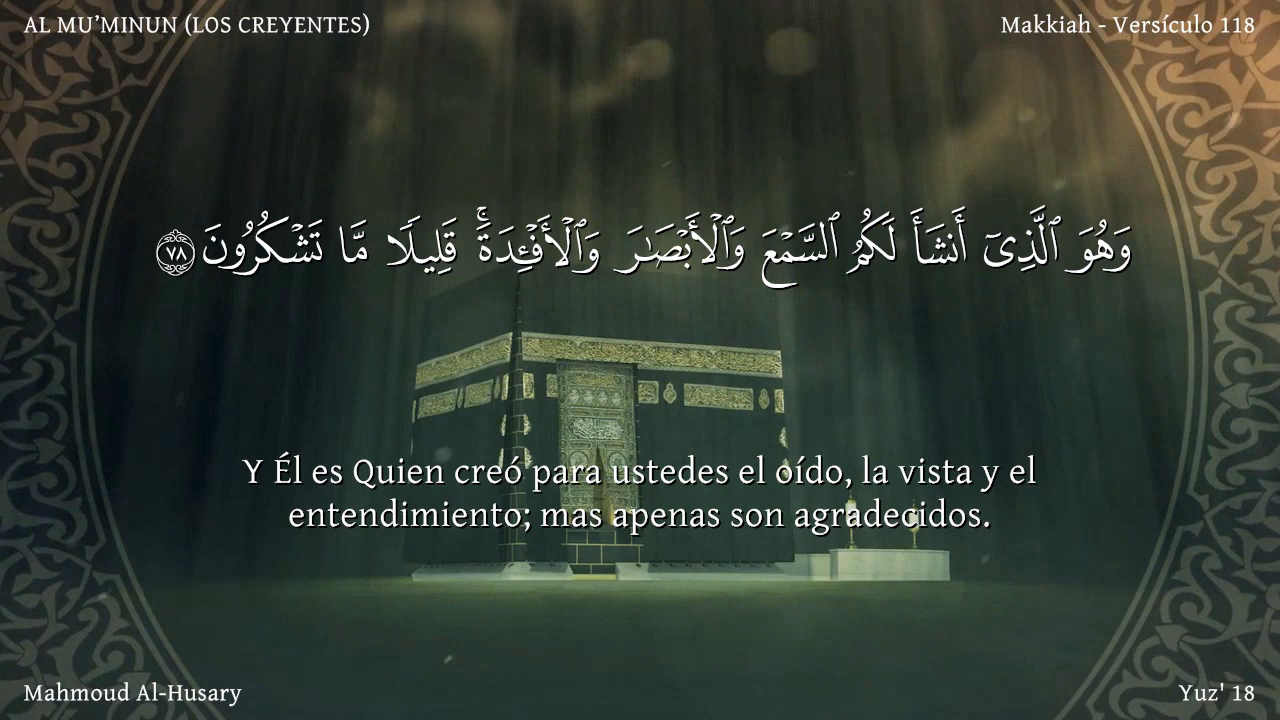 AL MU’MINUN (LOS CREYENTES)
Makkiah - Versículo 118
وَهُوَ ٱلَّذِىٓ أَنشَأَ لَكُمُ ٱلسَّمْعَ وَٱلْأَبْصَـٰرَ وَٱلْأَفْـِٔدَةَ ۚ قَلِيلًا مَّا تَشْكُرُونَ ٧٨
Y Él es Quien creó para ustedes el oído, la vista y el
entendimiento; mas apenas son agradecidos.
Mahmoud Al-Husary
Yuz' 18